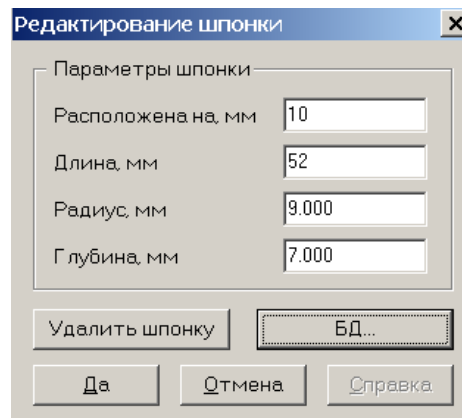 Редактирование шпонки
Параметры шпонки
Расположена на, мм 10
Длина, мм 52
Радиус, мм 9.000
Глубина, мм 7.000
Удалить шпонку БД...
Да Отмена Справка